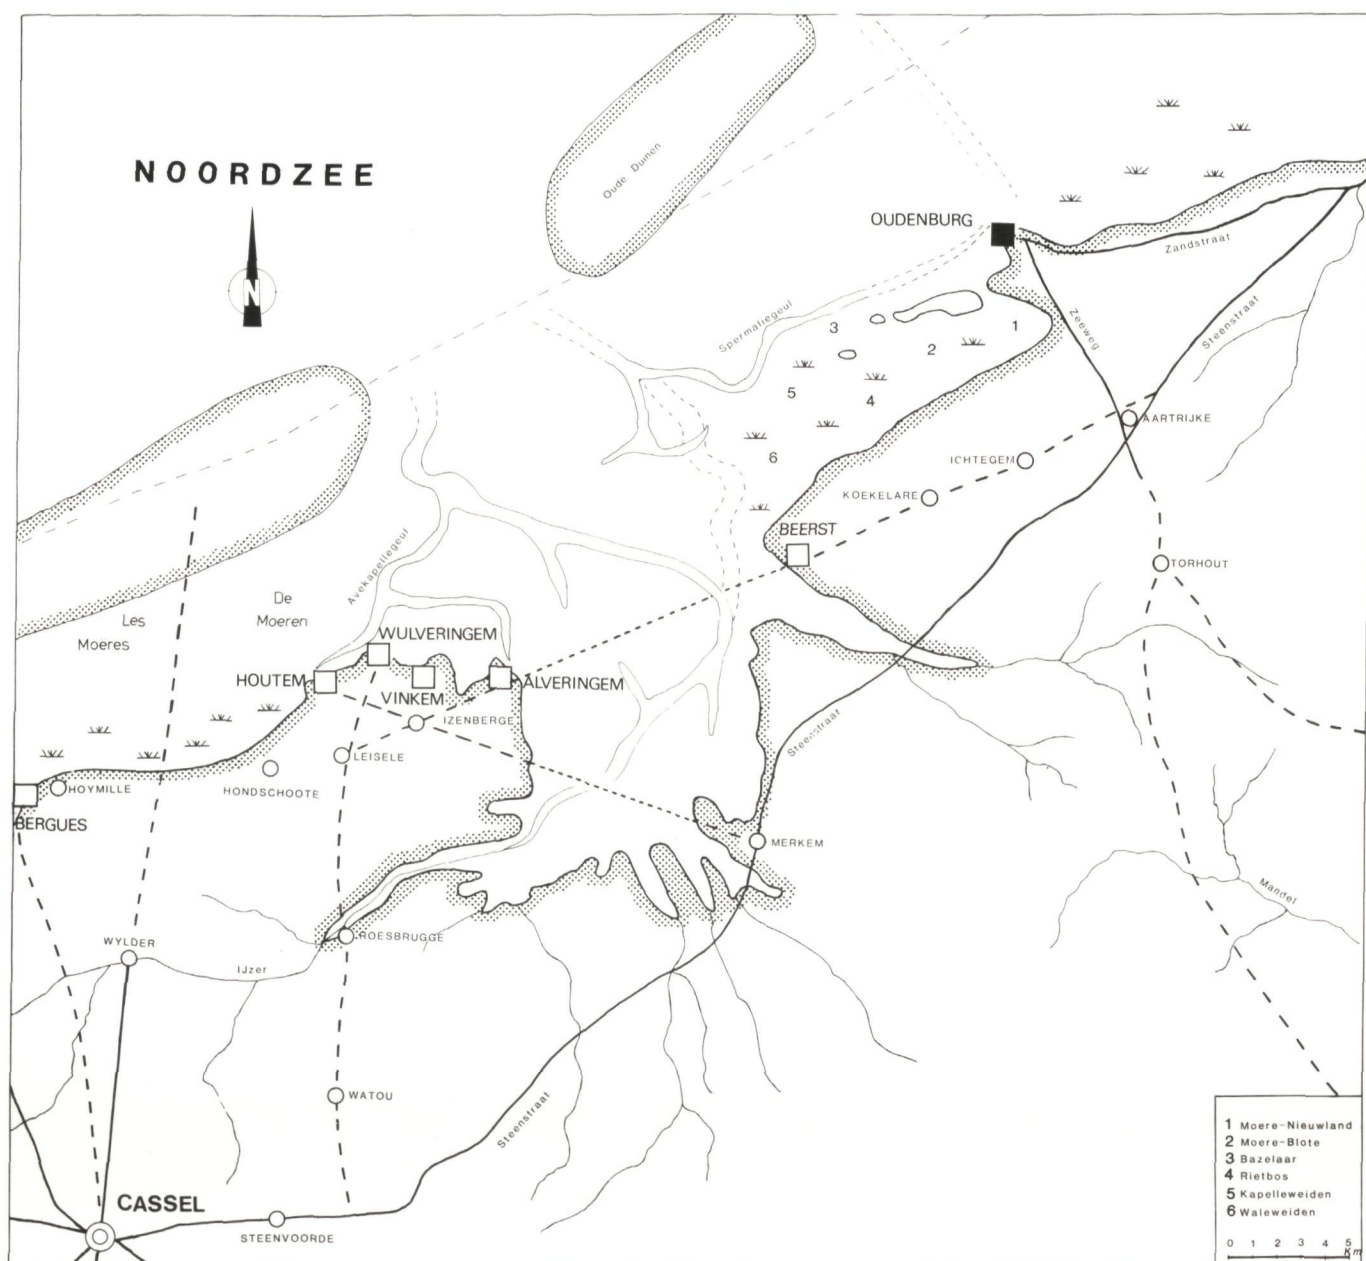 NOORDZEE
N
Oude Duinen
OUDENBURG
Zandstraat
Spermaliegeul
3
1
2
Zeeweg
Steenstraat
5
4
6
AARTRIJKE
ICHTEGEM
KOEKELARE
BEERST
TORHOUT
Avekapellegeul
De
Moeren
Les
Moëres
WULVERINGEM
HOUTEM
VINKEM
ALVERINGEM
IZENBERGE
LEISELE
Steenstraat
HOYMILLE
HONDSCHOOTE
BERGUES
MERKEM
Mandel
ROESBRUGGE
WYLDER
IJzer
WATOU
Steenstraat
CASSEL
STEENVOORDE
1 Moere-Nieuwland
2 Moere-Blote
3 Bazelaar
4 Rietbos
5 Kapelleweiden
6 Waleweiden
0 1 2 3 4 5
Km